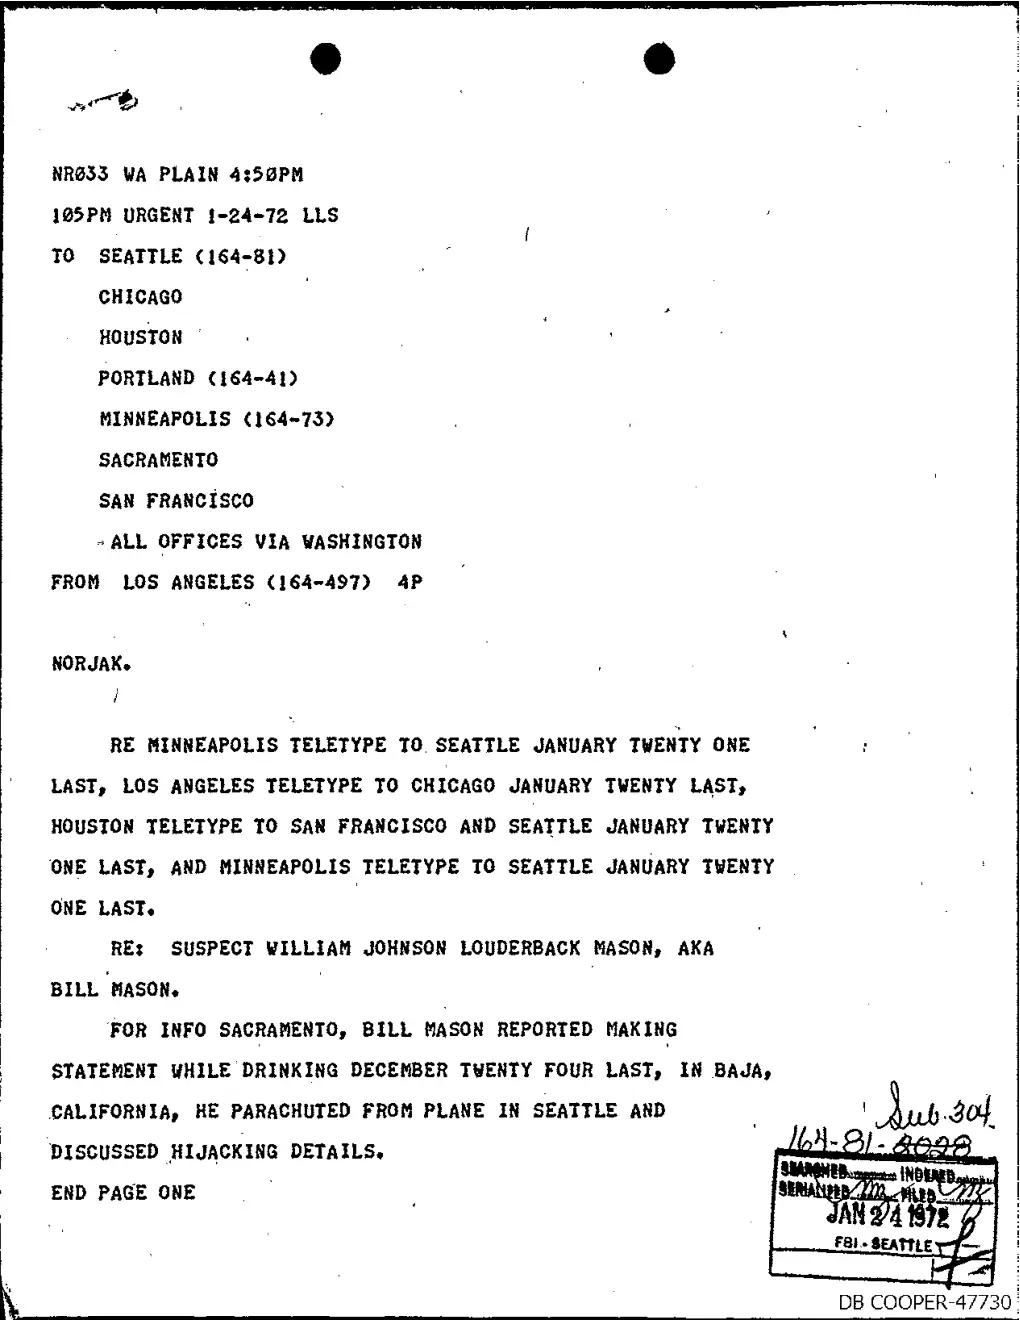 NR033 WA PLAIN 4:50PM
105PM URGENT 1-24-72 LLS
TO SEATTLE (164-81)
CHICAGO
HOUSTON
PORTLAND (164-41)
MINNEAPOLIS (164-73)
SACRAMENTO
SAN FRANCISCO
ALL OFFICES VIA WASHINGTON
FROM LOS ANGELES (164-497) 4P
NORJAK.
RE MINNEAPOLIS TELETYPE TO SEATTLE JANUARY TWENTY ONE
LAST, LOS ANGELES TELETYPE TO CHICAGO JANUARY TWENTY LAST,
HOUSTON TELETYPE TO SAN FRANCISCO AND SEATTLE JANUARY TWENTY
ONE LAST, AND MINNEAPOLIS TELETYPE TO SEATTLE JANUARY TWENTY
ONE LAST.
RE: SUSPECT WILLIAM JOHNSON LOUDERBACK MASON, AKA
BILL MASON.
FOR INFO SACRAMENTO, BILL MASON REPORTED MAKING
STATEMENT WHILE DRINKING DECEMBER TWENTY FOUR LAST, IN BAJA,
CALIFORNIA, HE PARACHUTED FROM PLANE IN SEATTLE AND
DISCUSSED HIJACKING DETAILS.
END PAGE ONE
Sub. 304
164-81-2028
SEARCHED INDEXED
SERIALIZED FILED
JAN 24 1972
FBI - SEATTLE
DB COOPER-47730